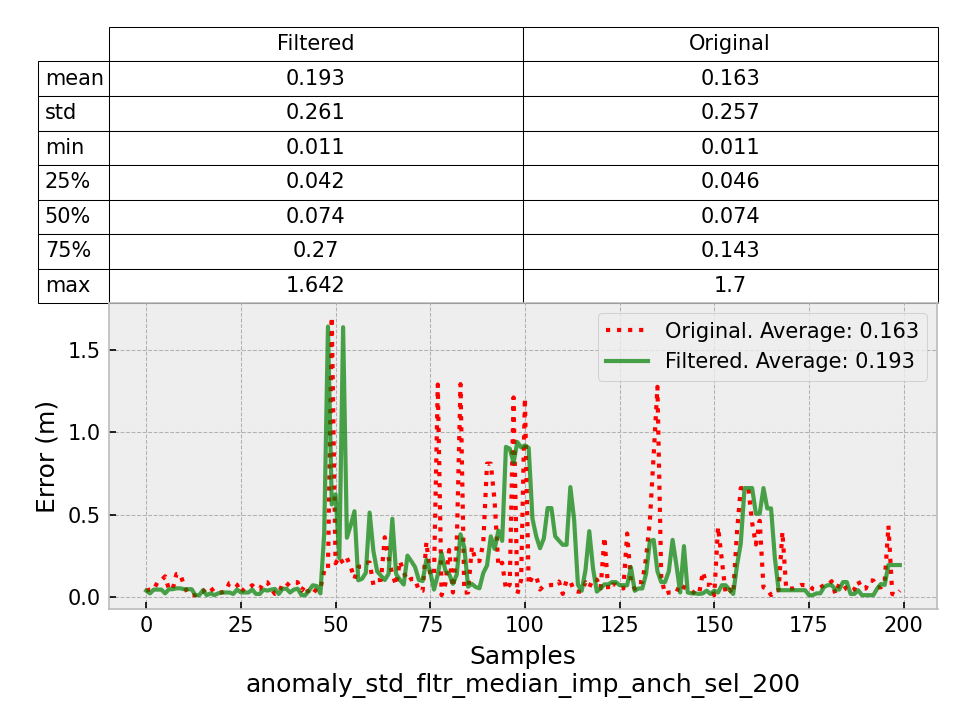 Filtered Original
mean 0.193 0.163
std 0.261 0.257
min 0.011 0.011
25% 0.042 0.046
50% 0.074 0.074
75% 0.27 0.143
max 1.642 1.7
Original. Average: 0.163
Filtered. Average: 0.193
Error (m)
1.5
1.0
0.5
0.0
0 25 50 75 100 125 150 175 200
Samples
anomaly_std_fltr_median_imp_anch_sel_200